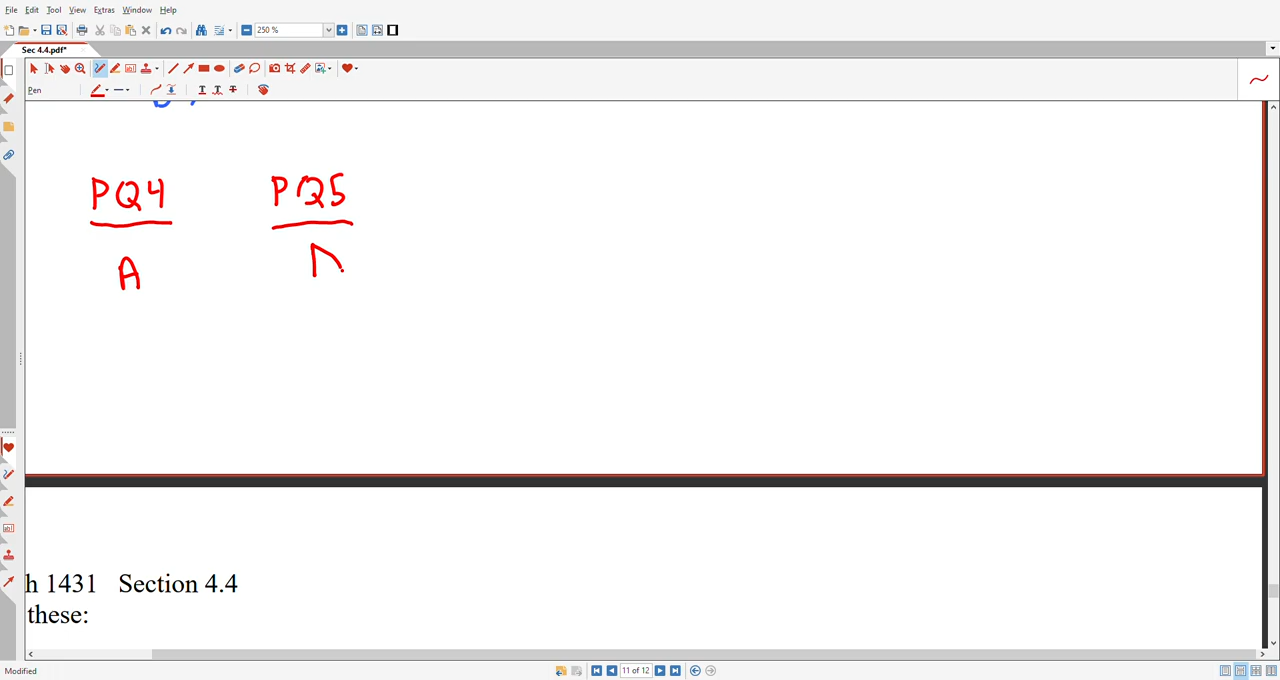 File Edit Tool View Extras Window Help
250 %
Sec 4.4.pdf*
Pen
PQ4 PQ5
A
h 1431 Section 4.4
these:
11 of 12
Modified